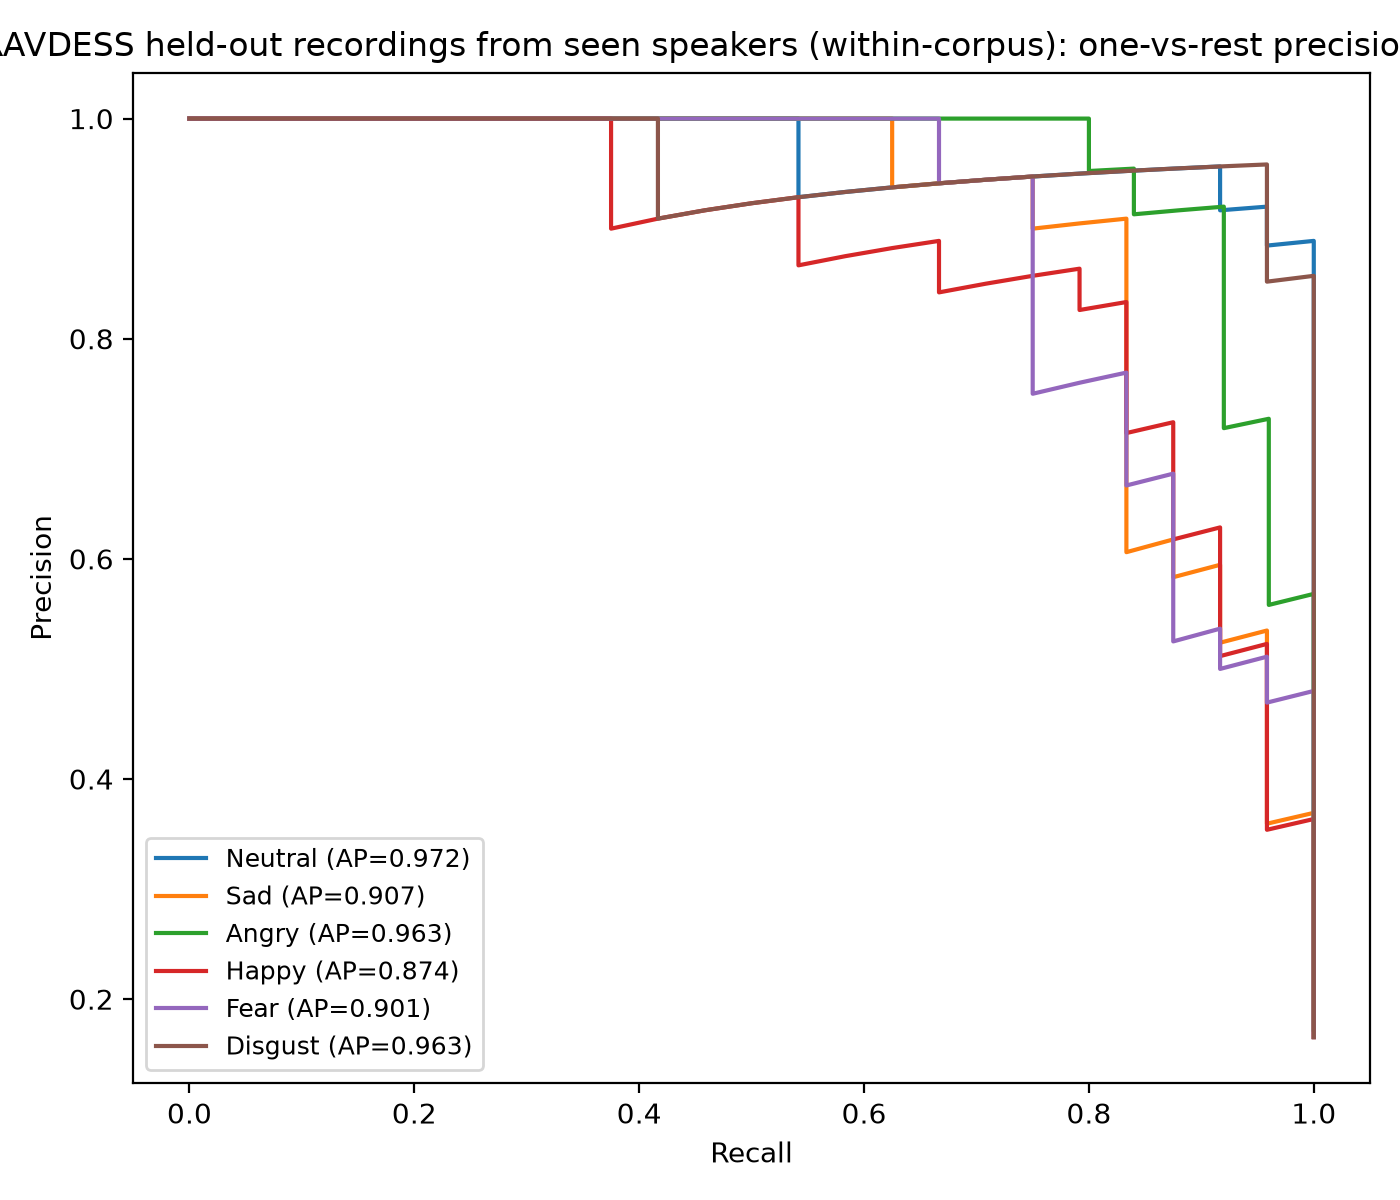 AVDESS held-out recordings from seen speakers (within-corpus): one-vs-rest
Precision
1.0
0.8
0.6
0.4
0.2
Neutral (AP=0.972)
Sad (AP=0.907)
Angry (AP=0.963)
Happy (AP=0.874)
Fear (AP=0.901)
Disgust (AP=0.963)
0.0 0.2 0.4 0.6 0.8 1.0
Recall